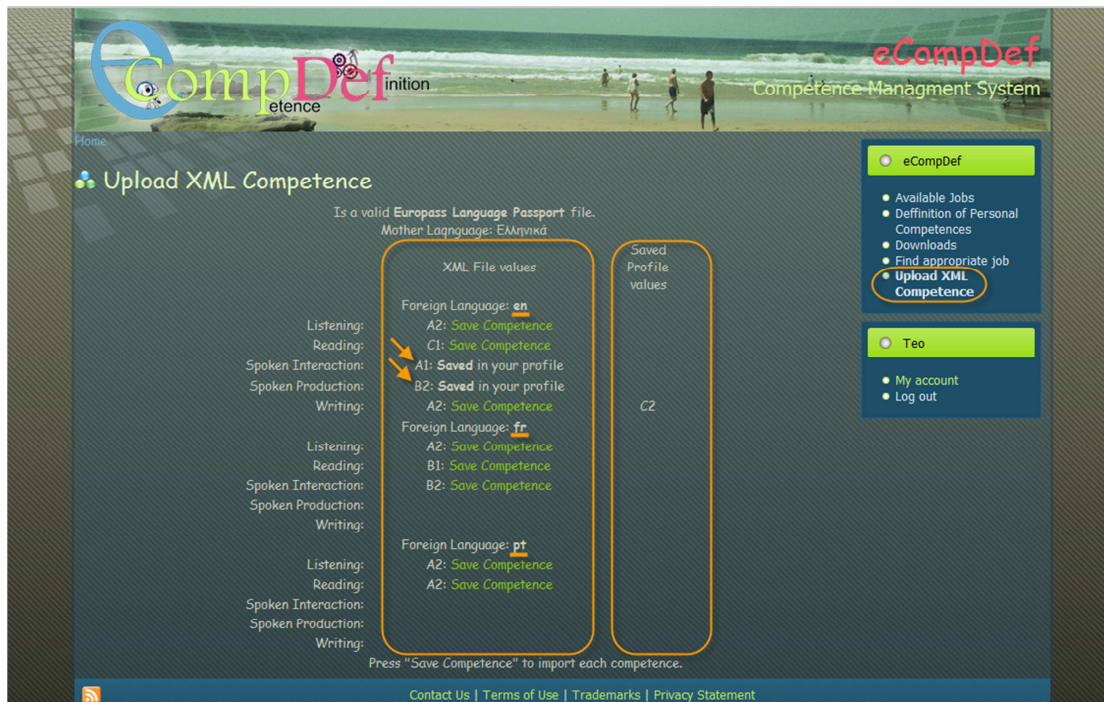 eCompDefinition
etence
eCompDef
Competence Managment System
Home
Upload XML Competence
Is a valid Europass Language Passport file.
Mother Laqnguage: Ελληνικά
XML File values
Saved
Profile
values
Foreign Language: en
Listening: A2: Save Competence
Reading: C1: Save Competence
Spoken Interaction: A1: Saved in your profile
Spoken Production: B2: Saved in your profile
Writing: A2: Save Competence C2
Foreign Language: fr
Listening: A2: Save Competence
Reading: B1: Save Competence
Spoken Interaction: B2: Save Competence
Spoken Production:
Writing:
Foreign Language: pt
Listening: A2: Save Competence
Reading: A2: Save Competence
Spoken Interaction:
Spoken Production:
Writing:
Press "Save Competence" to import each competence.
eCompDef
Available Jobs
Deffinition of Personal
Competences
Downloads
Find appropriate job
Upload XML
Competence
Teo
My account
Log out
Contact Us | Terms of Use | Trademarks | Privacy Statement